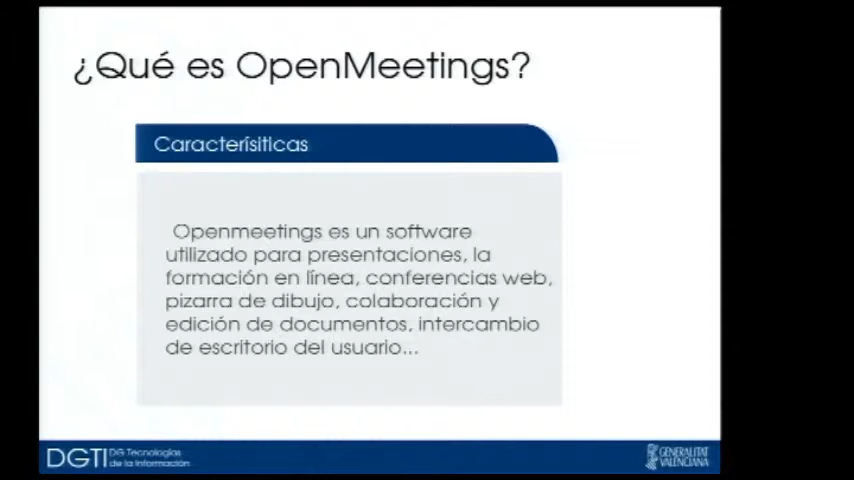 ¿Qué es OpenMeetings?
Caracterísiticas
Openmeetings es un software
utilizado para presentaciones, la
formación en línea, conferencias web,
pizarra de dibujo, colaboración y
edición de documentos, intercambio
de escritorio del usuario...
DGTI DG Tecnologías
de la Información
GENERALITAT
VALENCIANA